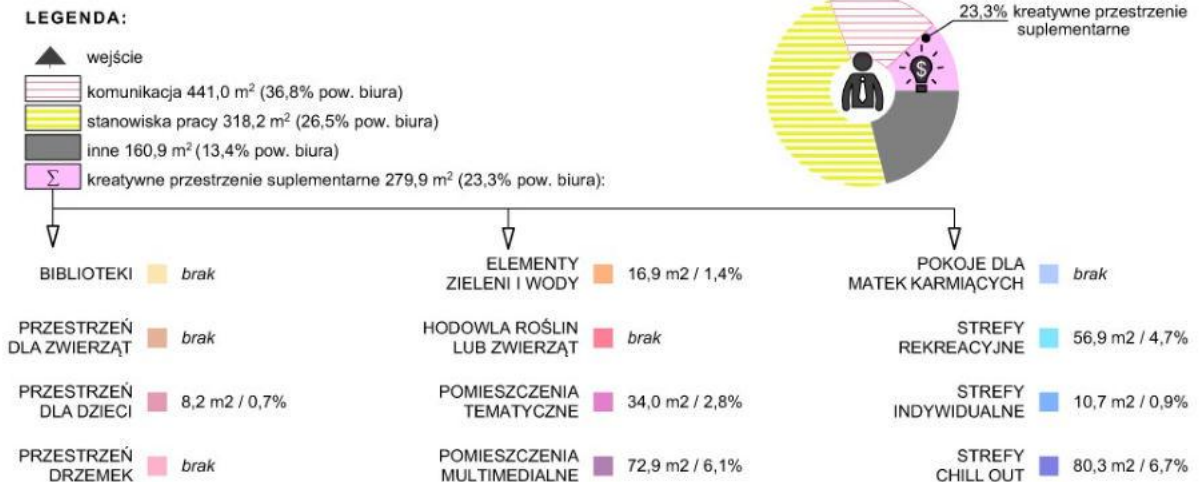 LEGENDA:
wejście
komunikacja 441,0 m² (36,8% pow. biura)
stanowiska pracy 318,2 m² (26,5% pow. biura)
inne 160,9 m² (13,4% pow. biura)
Σ kreatywne przestrzenie suplementarne 279,9 m² (23,3% pow. biura):
23,3% kreatywne przestrzenie
suplementarne
$
BIBLIOTEKI brak
PRZESTRZEŃ
DLA ZWIERZĄT brak
PRZESTRZEŃ
DLA DZIECI 8,2 m2 / 0,7%
PRZESTRZEŃ
DRZEMEK brak
ELEMENTY
ZIELENI I WODY 16,9 m2 / 1,4%
HODOWLA ROŚLIN
LUB ZWIERZĄT brak
POMIESZCZENIA
TEMATYCZNE 34,0 m2 / 2,8%
POMIESZCZENIA
MULTIMEDIALNE 72,9 m2 / 6,1%
POKOJE DLA
MATEK KARMIĄCYCH brak
STREFY
REKREACYJNE 56,9 m2 / 4,7%
STREFY
INDYWIDUALNE 10,7 m2 / 0,9%
STREFY
CHILL OUT 80,3 m2 / 6,7%